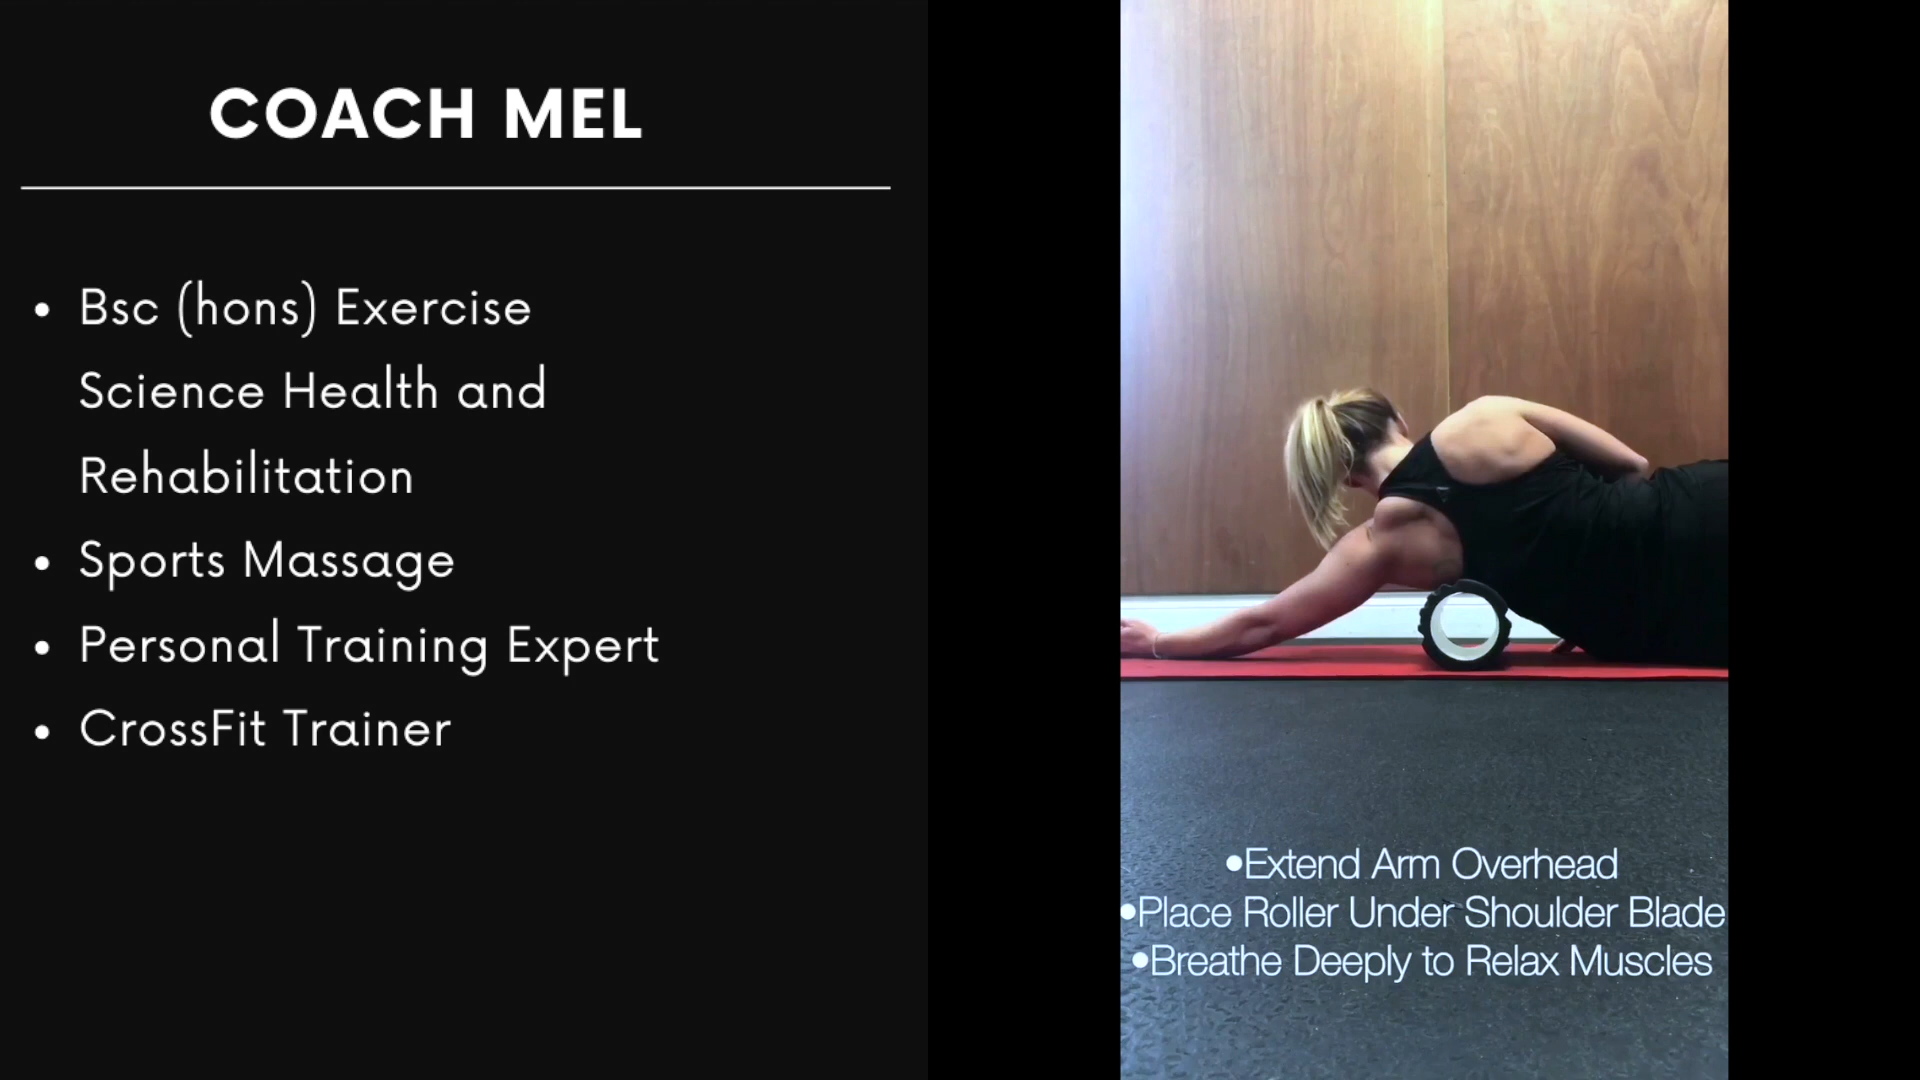 COACH MEL
• Bsc (hons) Exercise
Science Health and
Rehabilitation
• Sports Massage
• Personal Training Expert
• CrossFit Trainer
•Extend Arm Overhead
•Place Roller Under Shoulder Blade
•Breathe Deeply to Relax Muscles